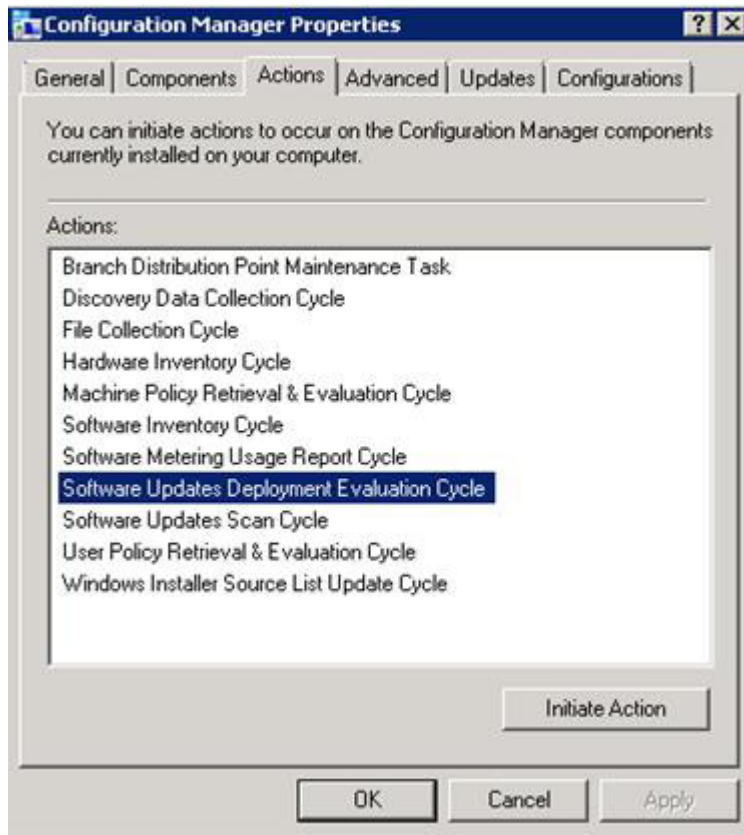 Configuration Manager Properties
General Components Actions Advanced Updates Configurations
You can initiate actions to occur on the Configuration Manager components
currently installed on your computer.
Actions:
Branch Distribution Point Maintenance Task
Discovery Data Collection Cycle
File Collection Cycle
Hardware Inventory Cycle
Machine Policy Retrieval & Evaluation Cycle
Software Inventory Cycle
Software Metering Usage Report Cycle
Software Updates Deployment Evaluation Cycle
Software Updates Scan Cycle
User Policy Retrieval & Evaluation Cycle
Windows Installer Source List Update Cycle
Initiate Action
OK Cancel Apply